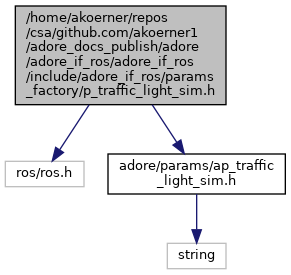 /home/akoerner/repos
/csa/github.com/akoerner1
/adore_docs_publish/adore
/adore_if_ros/adore_if_ros
/include/adore_if_ros/params
_factory/p_traffic_light_sim.h
ros/ros.h
adore/params/ap_traffic
_light_sim.h
string